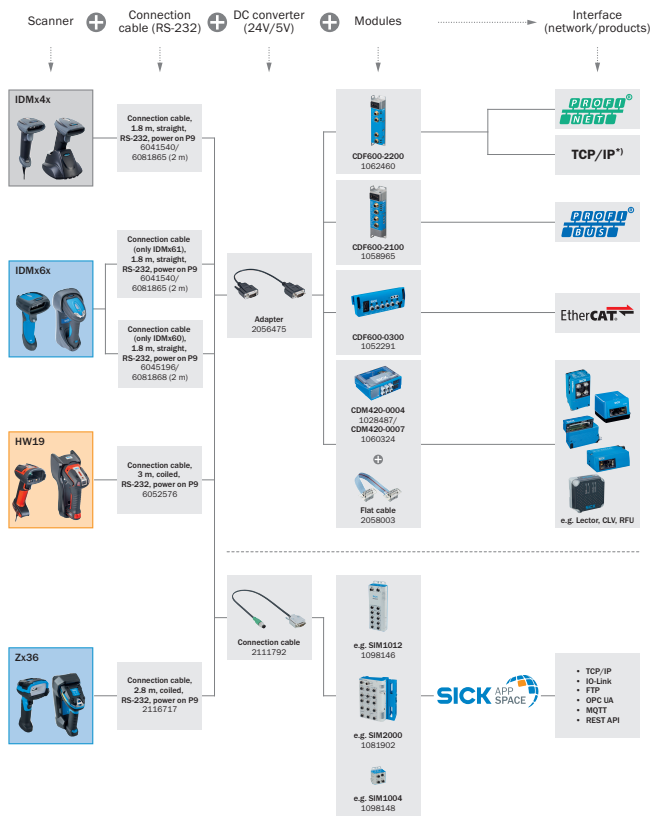 Scanner
Connection
cable (RS-232)
DC converter
(24V/5V)
Modules
Interface
(network/products)
IDMx4x
Connection cable,
1.8 m, straight,
RS-232, power on P9
6041540/
6081865 (2 m)
IDMx6x
Connection cable
(only IDMx61),
1.8 m, straight,
RS-232, power on P9
6041540/
6081865 (2 m)
Connection cable
(only IDMx60),
1.8 m, straight,
RS-232, power on P9
6045196/
6081868 (2 m)
HW19
Connection cable,
3 m, coiled,
RS-232, power on P9
6052576
Zx36
Connection cable,
2.8 m, coiled,
RS-232, power on P9
2116717
Adapter
2056475
Connection cable
2111792
CDF600-2200
1062460
CDF600-2100
1058965
CDF600-0300
1052291
CDM420-0004
1028487/
CDM420-0007
1060324
Flat cable
2058003
e.g. SIM1012
1098146
e.g. SIM2000
1081902
e.g. SIM1004
1098148
PROFI
NET
TCP/IP*)
PROFI
BUS
EtherCAT
e.g. Lector, CLV, RFU
SICK APP
SPACE
• TCP/IP
• IO-Link
• FTP
• OPC UA
• MQTT
• REST API